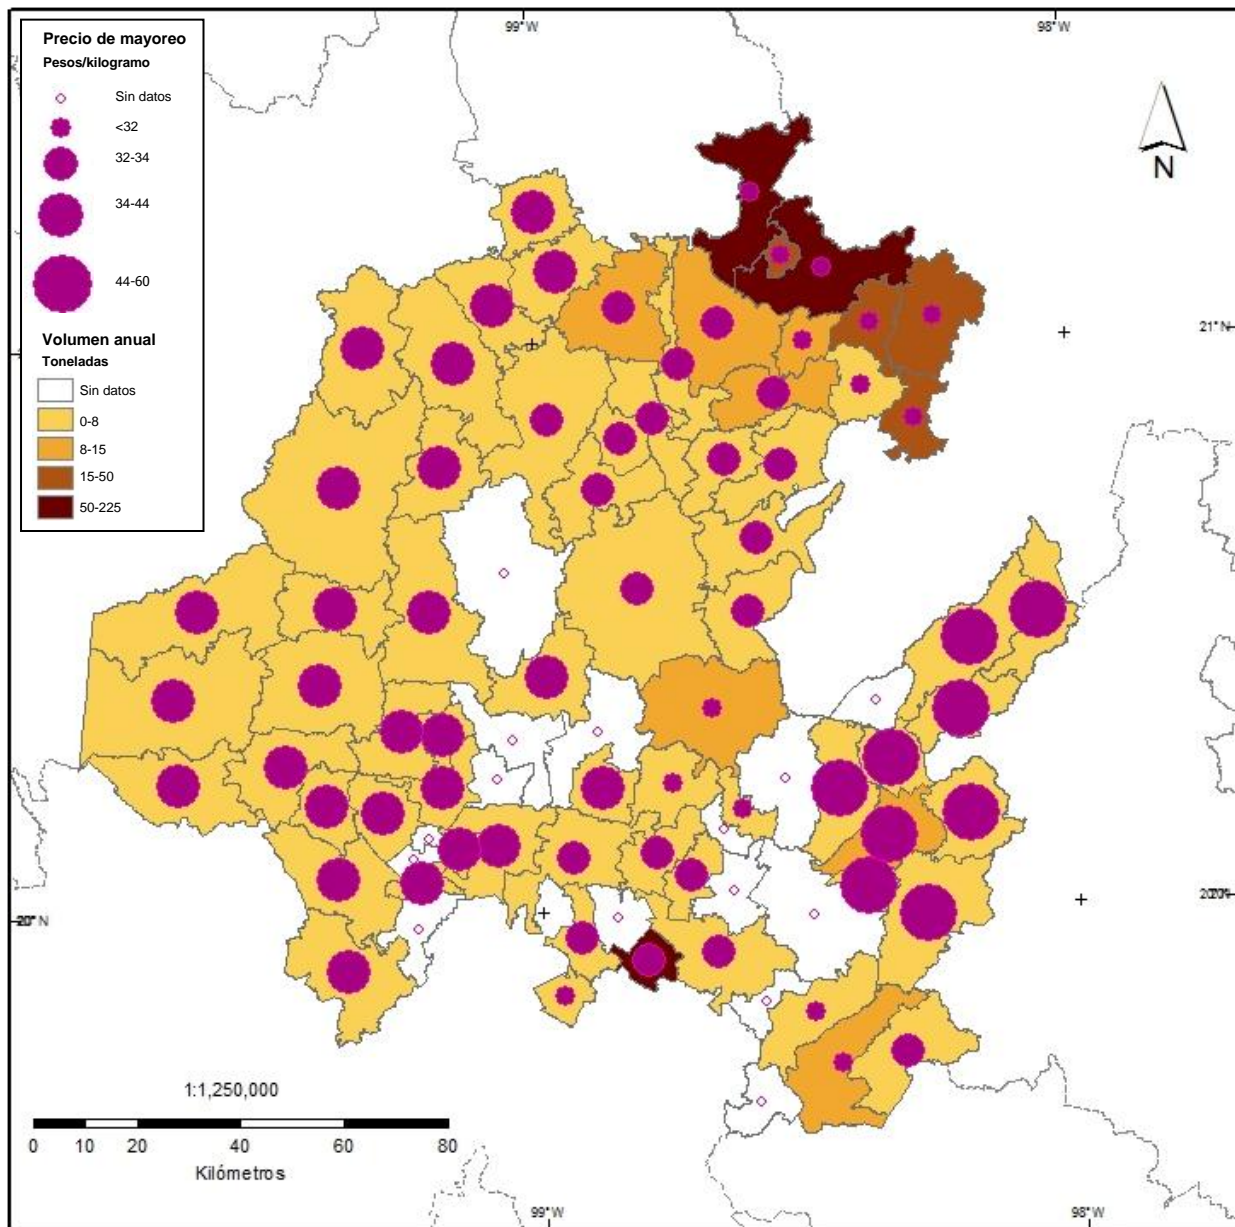 99°W
98°W
Precio de mayoreo
Pesos/kilogramo
Sin datos
<32
32-34
34-44
44-60
Volumen anual
Toneladas
Sin datos
0-8
8-15
15-50
50-225
N
21°N
20°N
1:1,250,000
0 10 20 40 60 80
Kilómetros
99°W
98°W